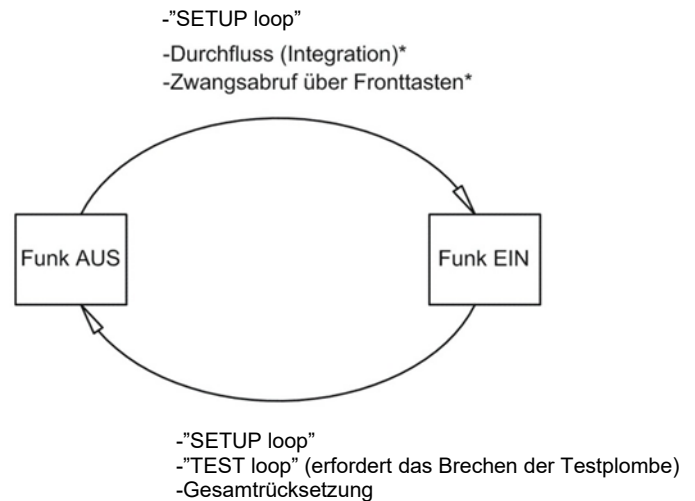 -”SETUP loop”
-Durchfluss (Integration)*
-Zwangsabruf über Fronttasten*
Funk AUS
Funk EIN
-”SETUP loop”
-”TEST loop” (erfordert das Brechen der Testplombe)
-Gesamtrücksetzung